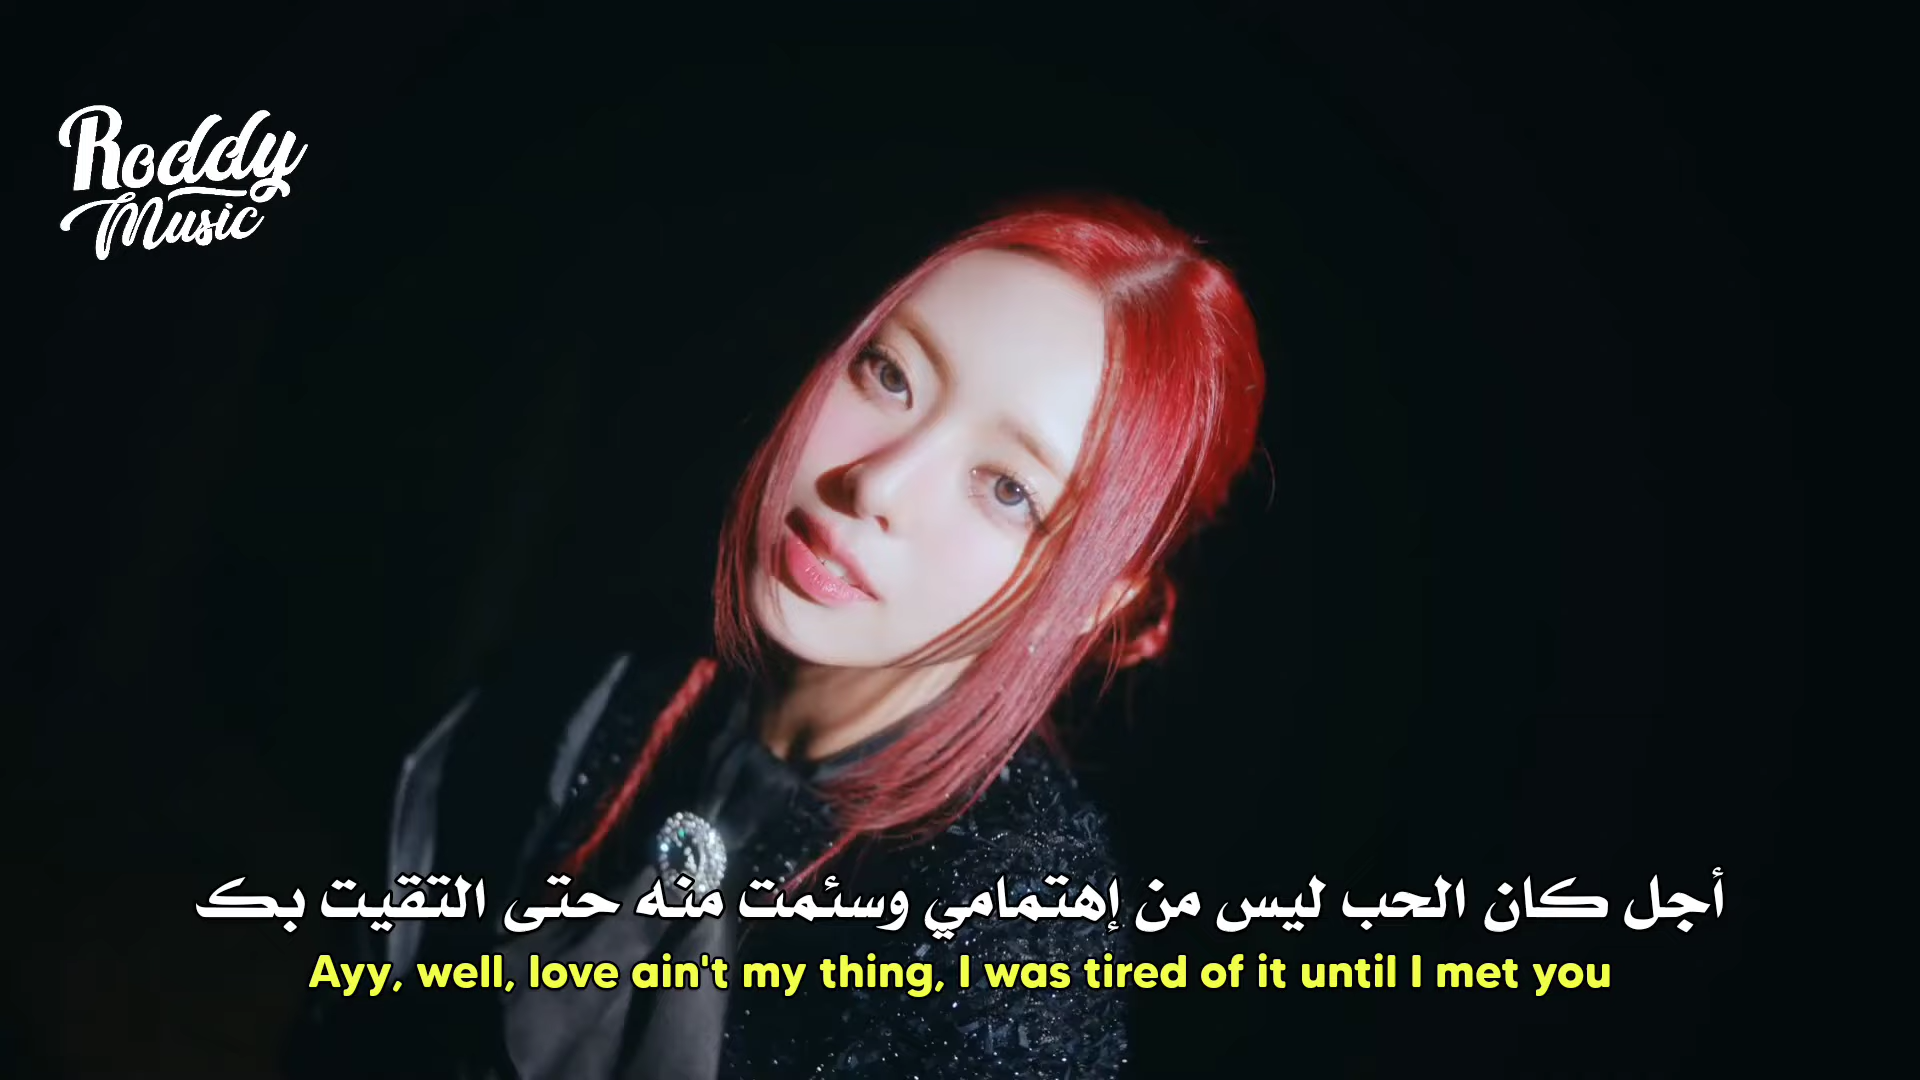 Roddy
Music
أجل كان الحب ليس من إهتمامي وسئمت منه حتى التقيت بك
Ayy, well, love ain't my thing, I was tired of it until I met you